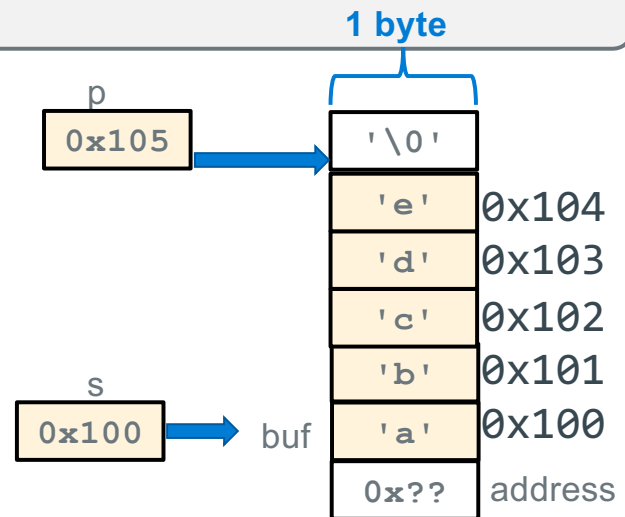 1 byte
p
0x105
'\0'
'e' 0x104
'd' 0x103
'c' 0x102
'b' 0x101
s
0x100
buf 'a' 0x100
0x?? address